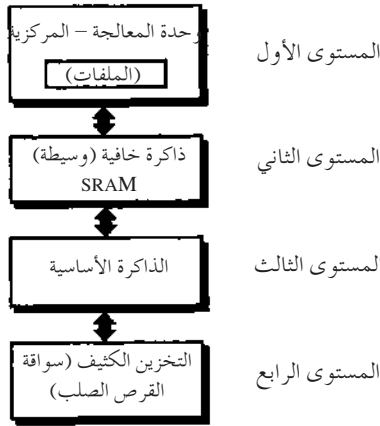 وحدة المعالجة – المركزية
(الملفات)
المستوى الأول
ذاكرة خافية (وسيطة)
SRAM
المستوى الثاني
الذاكرة الأساسية
لمستوى الثالث
التخزين الكثيف (سواقة
القرص الصلب)
المستوى الرابع